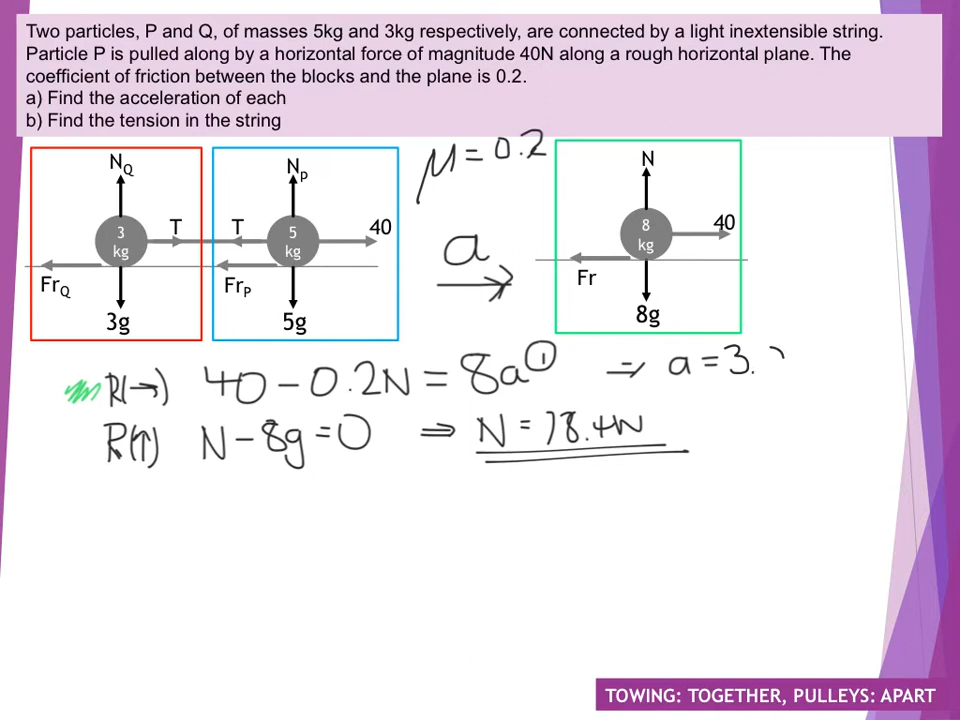 Two particles, P and Q, of masses 5kg and 3kg respectively, are connected by a light inextensible string.
Particle P is pulled along by a horizontal force of magnitude 40N along a rough horizontal plane. The
coefficient of friction between the blocks and the plane is 0.2.
a) Find the acceleration of each
b) Find the tension in the string
μ = 0.2
N_Q
3 kg
T
Fr_Q
3g
N_p
T
5 kg
40
Fr_P
5g
a
N
8 kg
40
Fr
8g
R(→) 40 - 0.2N = 8a ① ⇒ a = 3.
R(↑) N - 8g = 0 ⇒ N = 78.4N
TOWING: TOGETHER, PULLEYS: APART